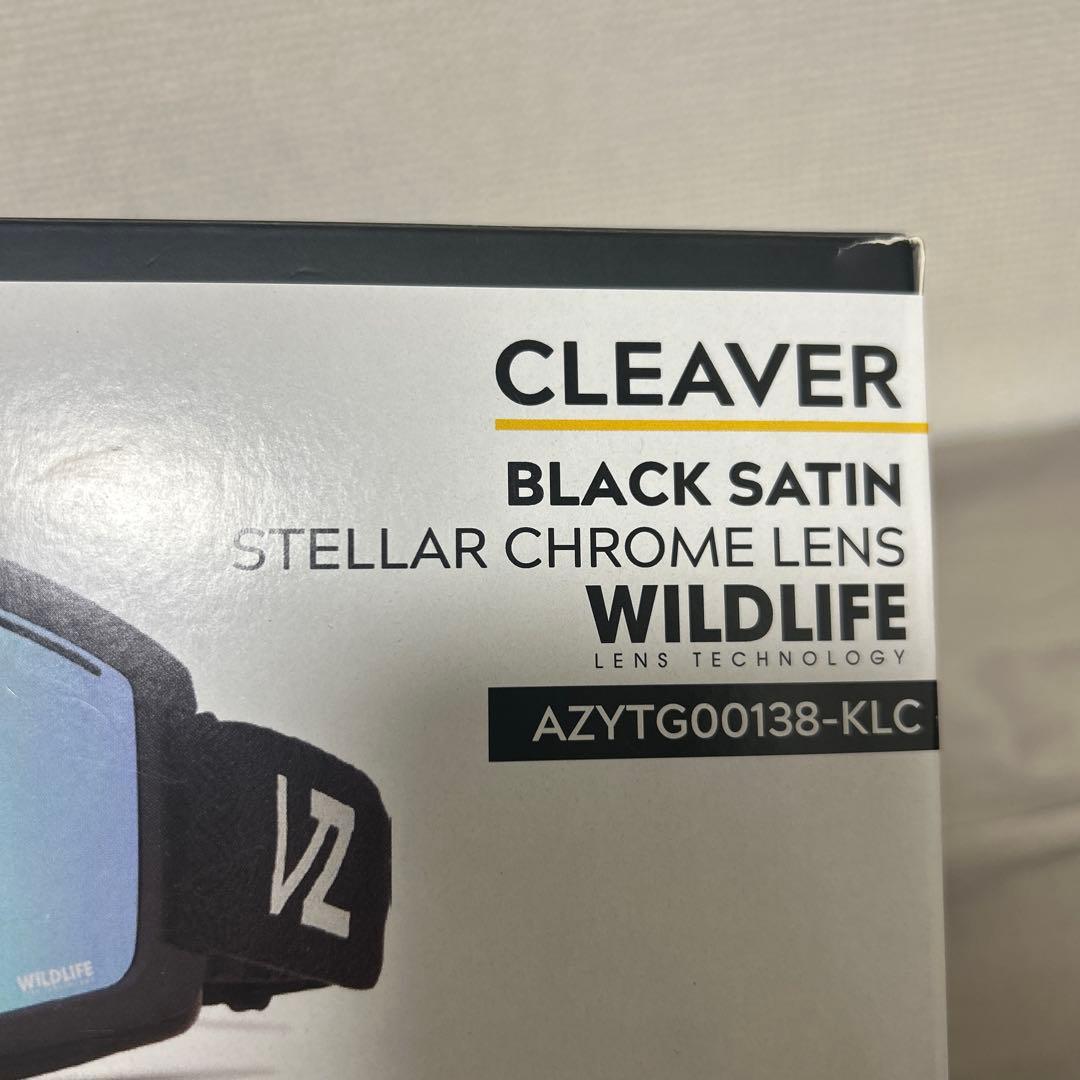 CLEAVER
BLACK SATIN
STELLAR CHROME LENS
WILDLIFE
LENS TECHNOLOGY
AZYTG00138-KLC
VZ
WILDLIFE